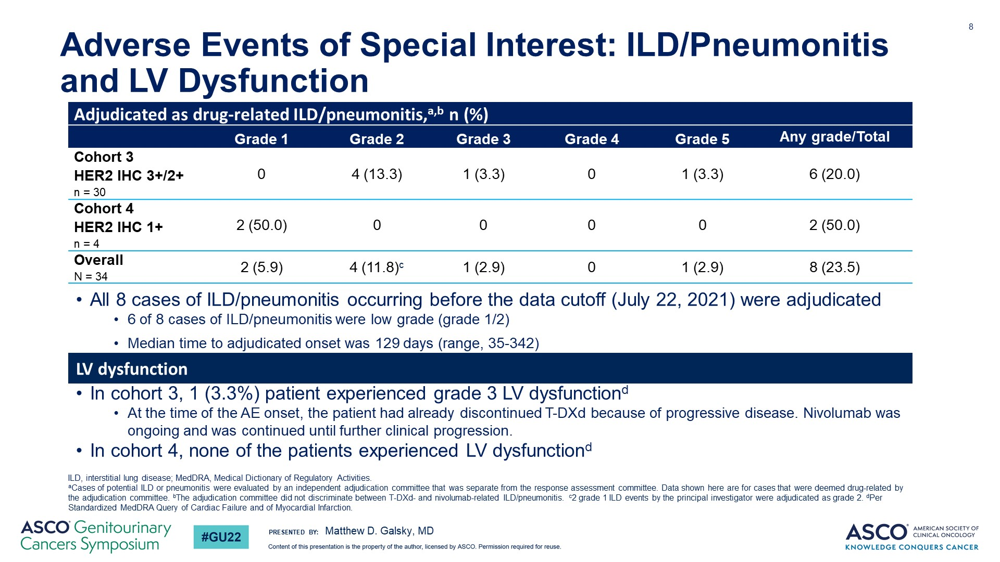 8
Adverse Events of Special Interest: ILD/Pneumonitis
and LV Dysfunction
Adjudicated as drug-related ILD/pneumonitis,a,b n (%)
Grade 1 Grade 2 Grade 3 Grade 4 Grade 5 Any grade/Total
Cohort 3
HER2 IHC 3+/2+ 0 4 (13.3) 1 (3.3) 0 1 (3.3) 6 (20.0)
n = 30
Cohort 4
HER2 IHC 1+ 2 (50.0) 0 0 0 0 2 (50.0)
n = 4
Overall 2 (5.9) 4 (11.8)c 1 (2.9) 0 1 (2.9) 8 (23.5)
N = 34
• All 8 cases of ILD/pneumonitis occurring before the data cutoff (July 22, 2021) were adjudicated
• 6 of 8 cases of ILD/pneumonitis were low grade (grade 1/2)
• Median time to adjudicated onset was 129 days (range, 35-342)
LV dysfunction
• In cohort 3, 1 (3.3%) patient experienced grade 3 LV dysfunctiond
• At the time of the AE onset, the patient had already discontinued T-DXd because of progressive disease. Nivolumab was
ongoing and was continued until further clinical progression.
• In cohort 4, none of the patients experienced LV dysfunctiond
ILD, interstitial lung disease; MedDRA, Medical Dictionary of Regulatory Activities.
aCases of potential ILD or pneumonitis were evaluated by an independent adjudication committee that was separate from the response assessment committee. Data shown here are for cases that were deemed drug-related by
the adjudication committee. bThe adjudication committee did not discriminate between T-DXd- and nivolumab-related ILD/pneumonitis. c2 grade 1 ILD events by the principal investigator were adjudicated as grade 2. dPer
Standardized MedDRA Query of Cardiac Failure and of Myocardial Infarction.
ASCO® Genitourinary
Cancers Symposium
#GU22
PRESENTED BY: Matthew D. Galsky, MD
Content of this presentation is the property of the author, licensed by ASCO. Permission required for reuse.
ASCO® AMERICAN SOCIETY OF
CLINICAL ONCOLOGY
KNOWLEDGE CONQUERS CANCER